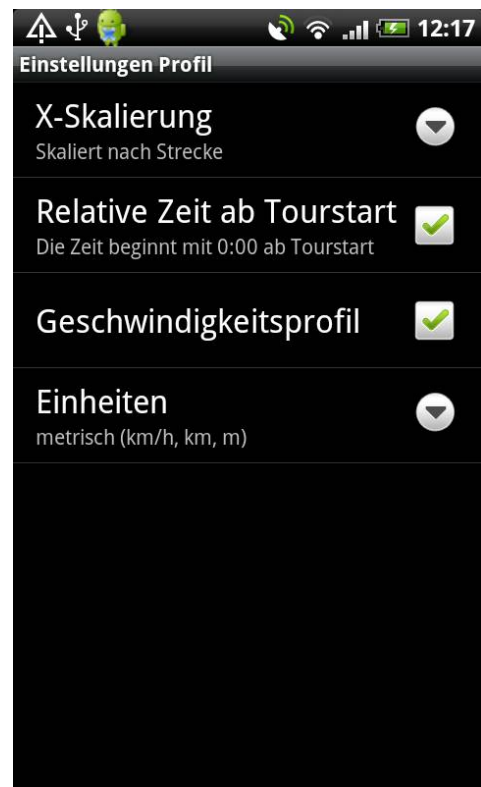 12:17
Einstellungen Profil
X-Skalierung
Skaliert nach Strecke
Relative Zeit ab Tourstart
Die Zeit beginnt mit 0:00 ab Tourstart
Geschwindigkeitsprofil
Einheiten
metrisch (km/h, km, m)